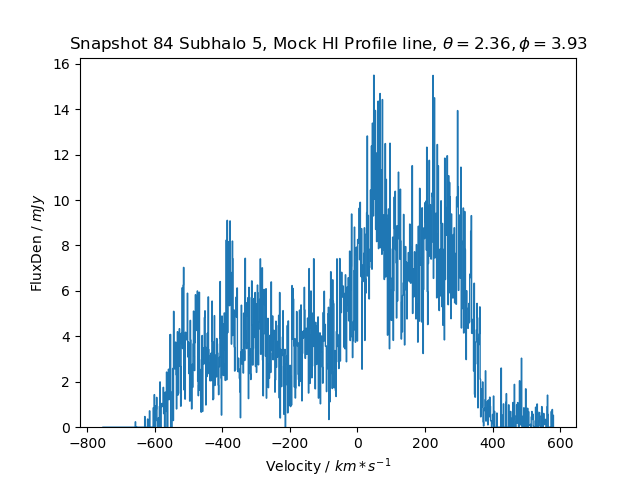 Snapshot 84 Subhalo 5, Mock HI Profile line, θ = 2.36, ϕ = 3.93
FluxDen / mJy
16
14
12
10
8
6
4
2
0
−800 −600 −400 −200 0 200 400 600
Velocity / km * s⁻¹